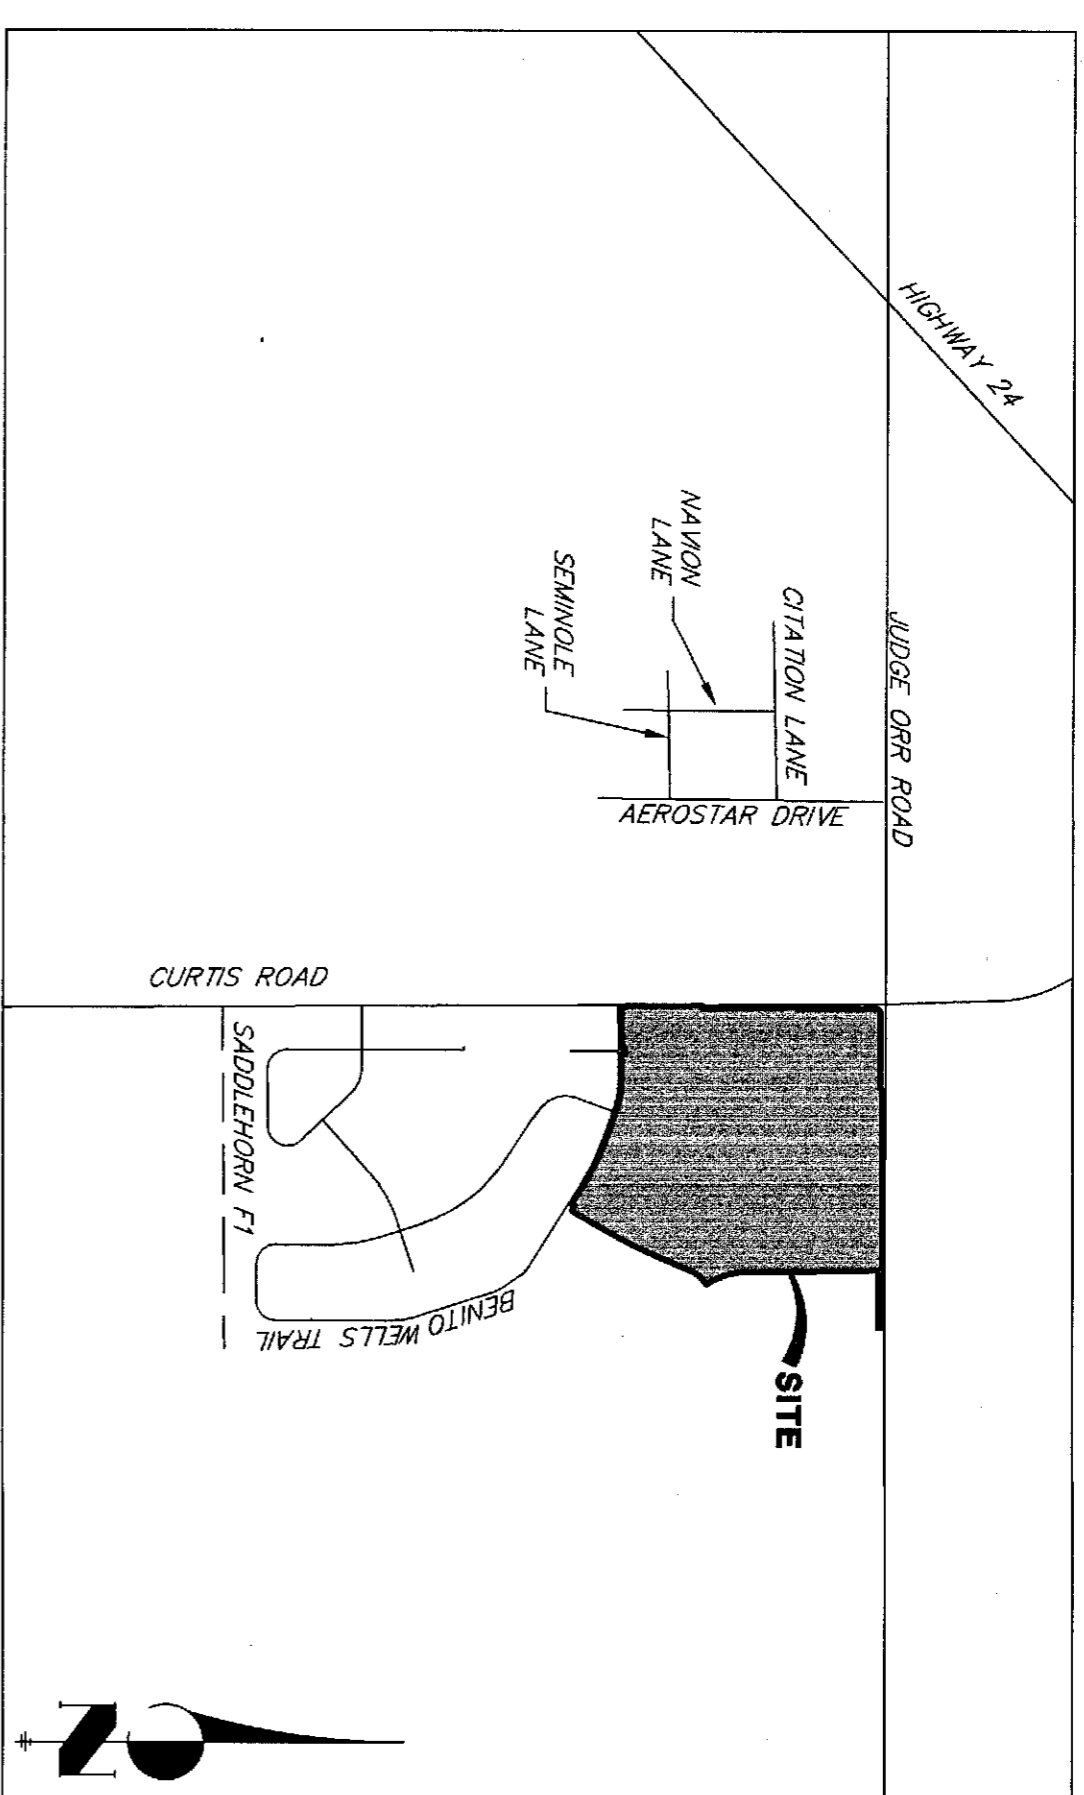 HIGHWAY 24
JUDGE ORR ROAD
CITATION LANE
NAVION
LANE
SEMINOLE
LANE
AEROSTAR DRIVE
CURTIS ROAD
SADDLEHORN F1
BENITO WELLS TRAIL
SITE
N